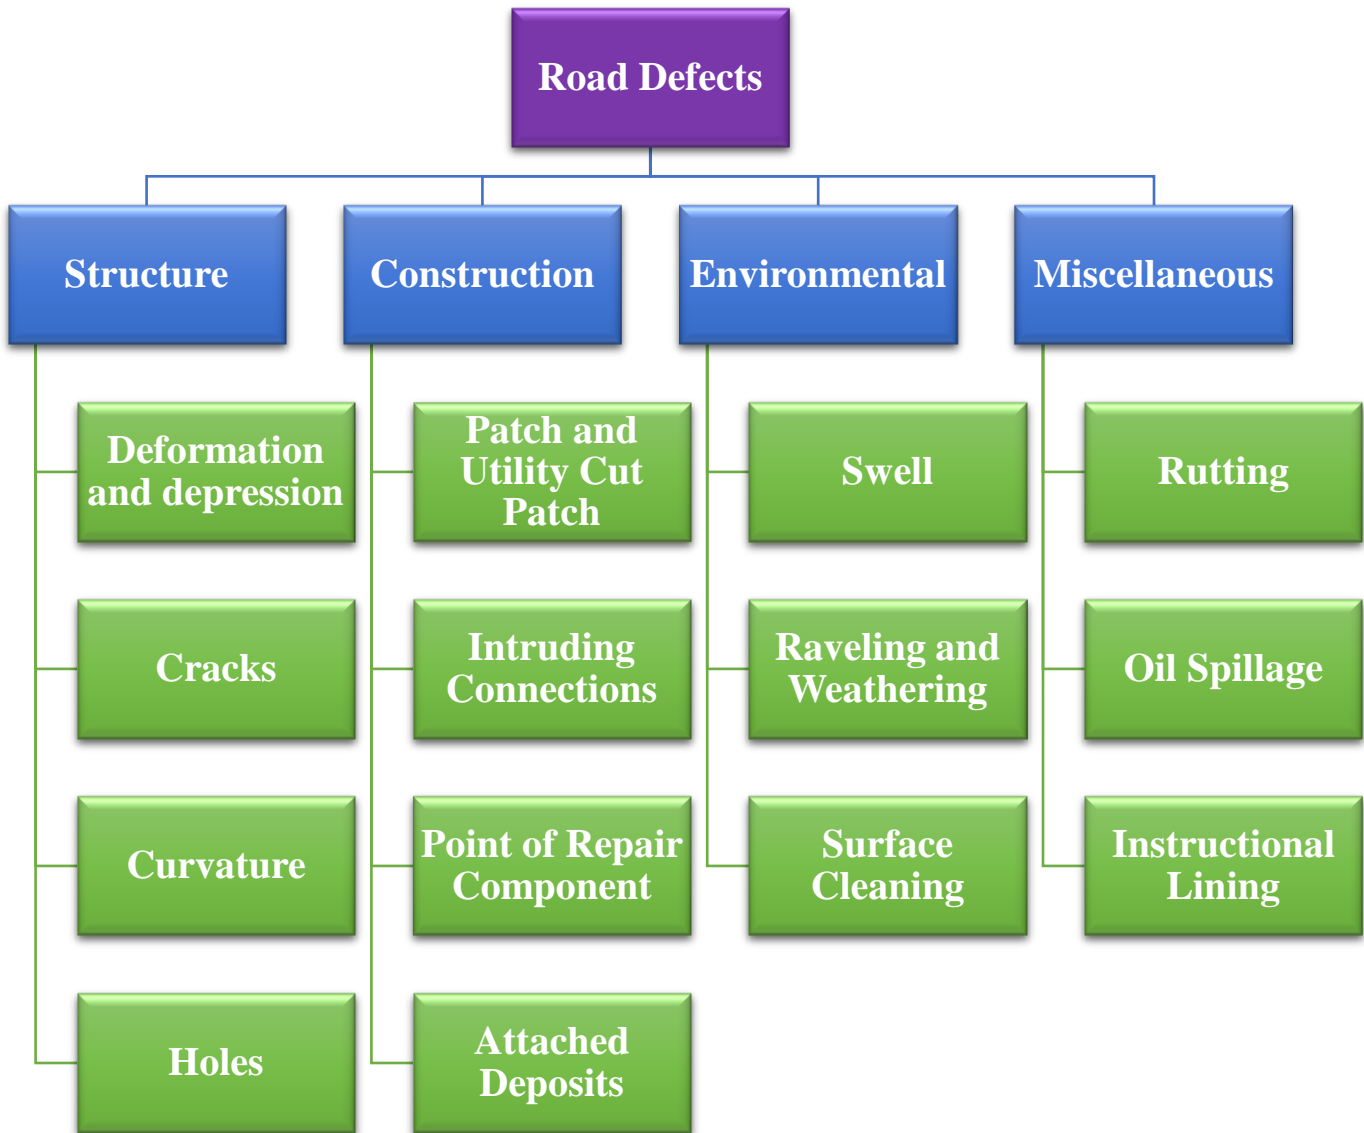 Road Defects
Structure
Construction
Environmental
Miscellaneous
Deformation
and depression
Patch and
Utility Cut
Patch
Swell
Rutting
Cracks
Intruding
Connections
Raveling and
Weathering
Oil Spillage
Curvature
Point of Repair
Component
Surface
Cleaning
Instructional
Lining
Holes
Attached
Deposits